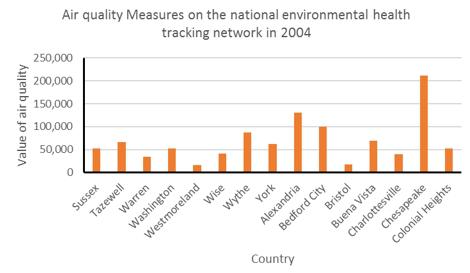 Air quality Measures on the national environmental health
tracking network in 2004
Value of air quality
250,000
200,000
150,000
100,000
50,000
0
Sussex
Tazewell
Warren
Washington
Westmoreland
Wise
Wythe
York
Alexandria
Bedford City
Bristol
Buena Vista
Charlottesville
Chesapeake
Colonial Heights
Country